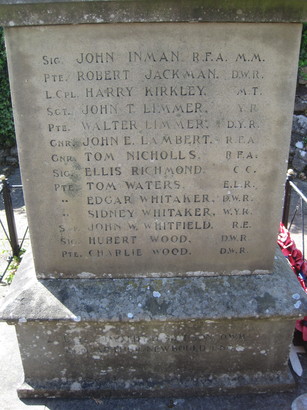 SIG. JOHN INMAN. R.F.A. M.M.
PTE. ROBERT JACKMAN. D.W.R.
L CPL. HARRY KIRKLEY. M.T.
SGT. JOHN T. LIMMER. Y.R.
PTE. WALTER LIMMER. D.Y.R.
GNR. JOHN E. LAMBERT. R.F.A.
GNR. TOM NICHOLLS. R.F.A.
SIG. ELLIS RICHMOND. C.C.
PTE. TOM WATERS. E.L.R.
" EDGAR WHITAKER. D.W.R.
" SIDNEY WHITAKER. W.Y.R.
JOHN W. WHITFIELD. R.E.
SIG. HUBERT WOOD. D.W.R
PTE. CHARLIE WOOD. D.W.R.